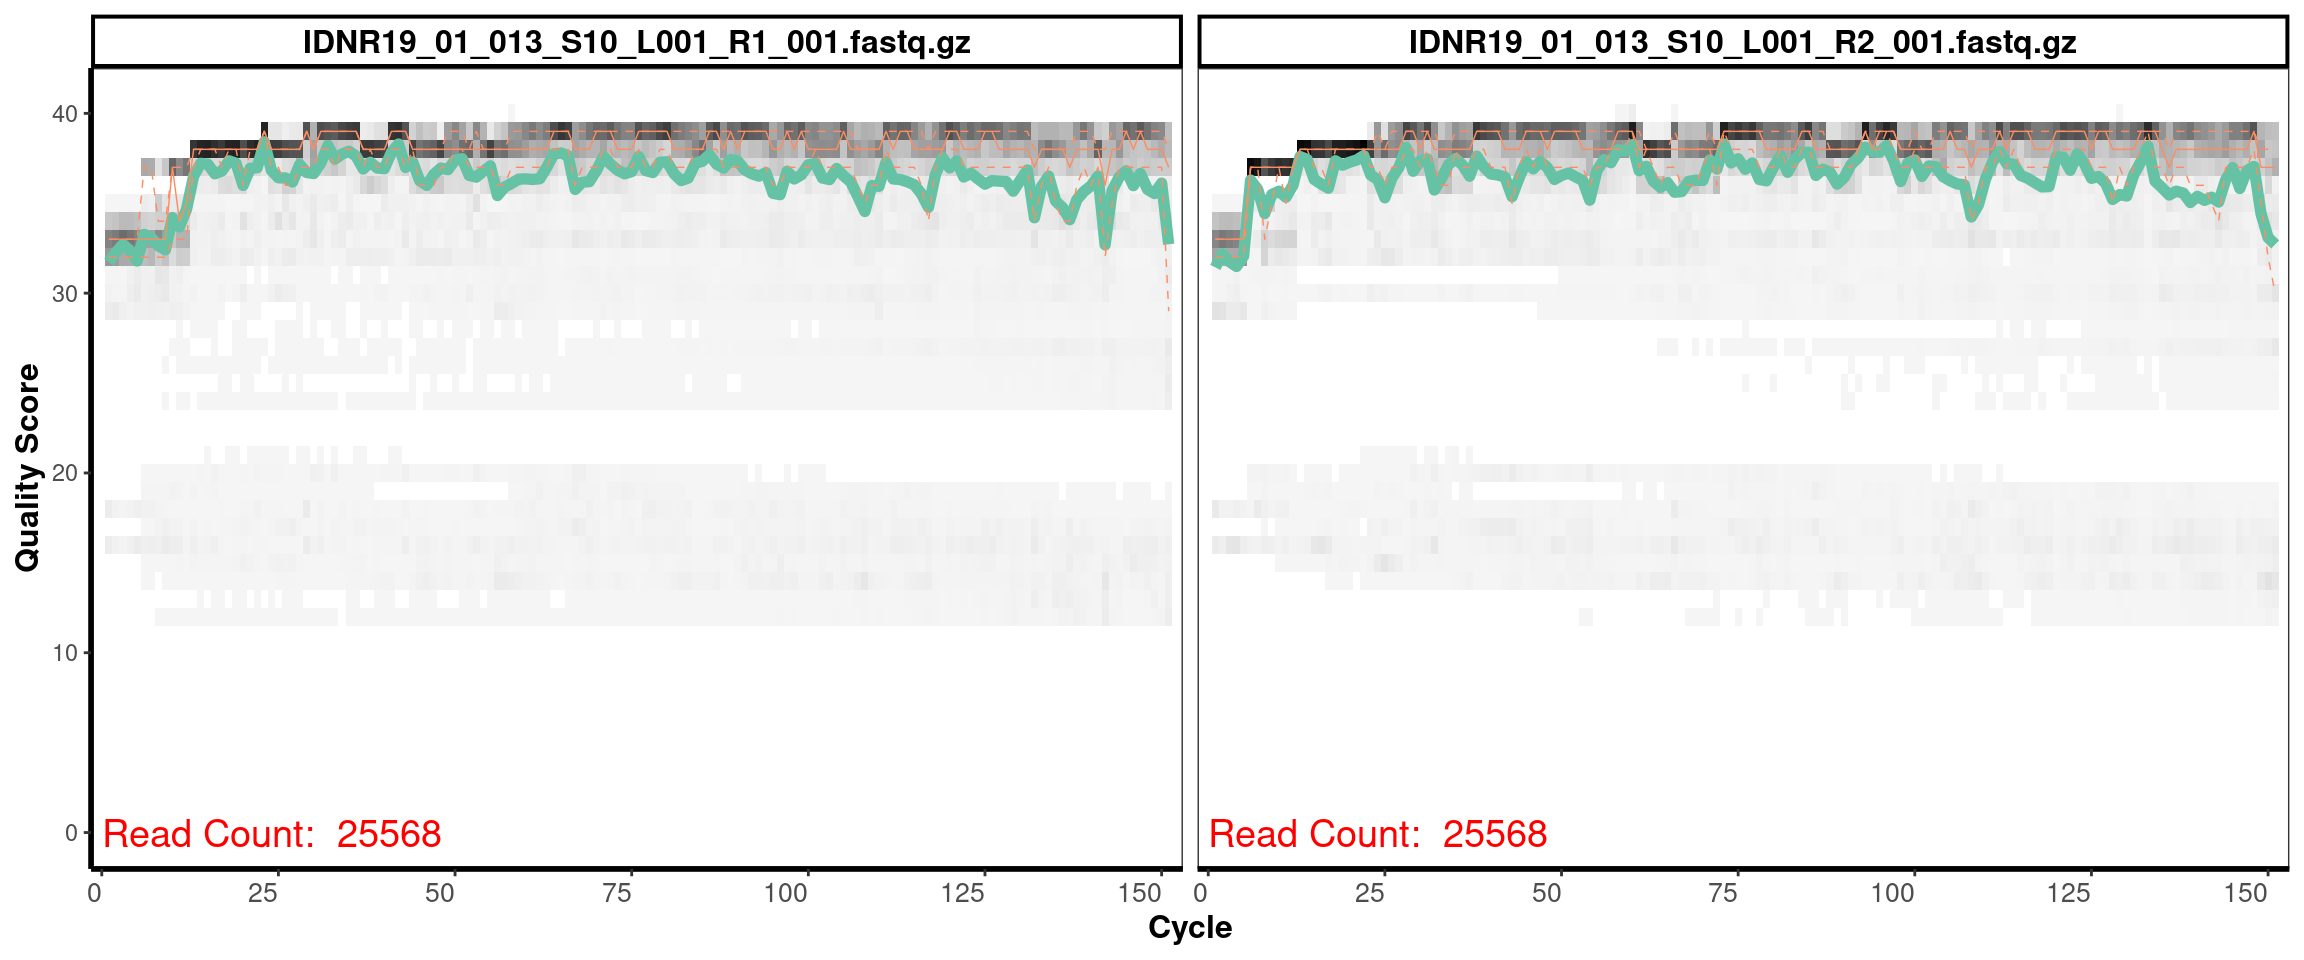 IDNR19_01_013_S10_L001_R1_001.fastq.gz
IDNR19_01_013_S10_L001_R2_001.fastq.gz
Quality Score
40
30
20
10
0
Read Count: 25568
Read Count: 25568
0 25 50 75 100 125 150
0 25 50 75 100 125 150
Cycle